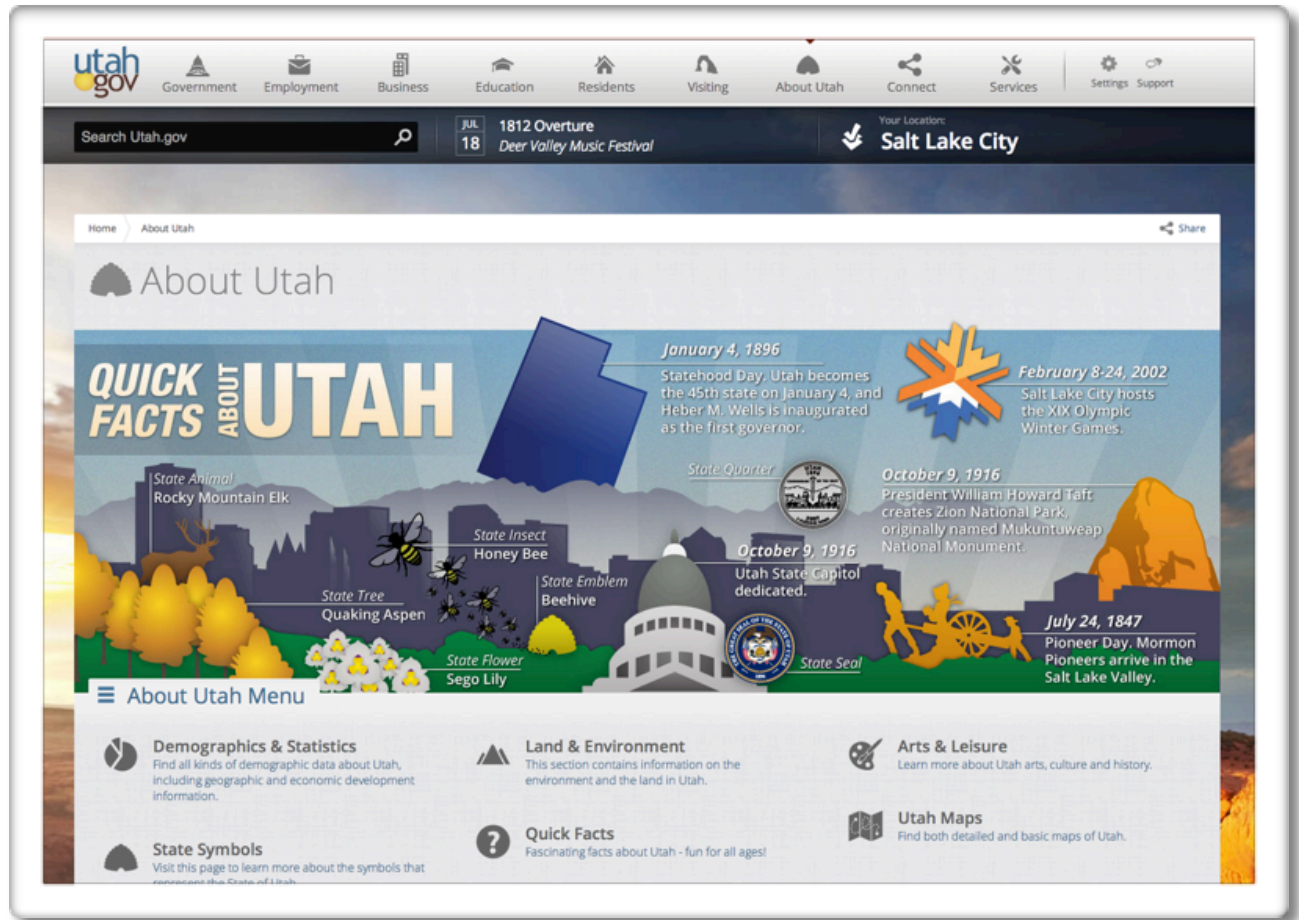 utah
gov
Government
Employment
Business
Education
Residents
Visiting
About Utah
Connect
Services
Settings
Support
Search Utah.gov
JUL
18
1812 Overture
Deer Valley Music Festival
Your Location:
Salt Lake City
Home
About Utah
Share
About Utah
QUICK
FACTS
ABOUT
UTAH
January 4, 1896
Statehood Day. Utah becomes
the 45th state on January 4, and
Heber M. Wells is inaugurated
as the first governor.
February 8-24, 2002
Salt Lake City hosts
the XIX Olympic
Winter Games.
State Animal
Rocky Mountain Elk
State Quarter
October 9, 1916
President William Howard Taft
creates Zion National Park,
originally named Mukuntuweap
National Monument.
State Insect
Honey Bee
October 9, 1916
Utah State Capitol
dedicated.
State Emblem
Beehive
State Tree
Quaking Aspen
July 24, 1847
Pioneer Day. Mormon
Pioneers arrive in the
Salt Lake Valley.
State Flower
Sego Lily
State Seal
About Utah Menu
Demographics & Statistics
Find all kinds of demographic data about Utah,
including geographic and economic development
information.
Land & Environment
This section contains information on the
environment and the land in Utah.
Arts & Leisure
Learn more about Utah arts, culture and history.
State Symbols
Visit this page to learn more about the symbols that
represent the State of Utah
Quick Facts
Fascinating facts about Utah - fun for all ages!
Utah Maps
Find both detailed and basic maps of Utah.